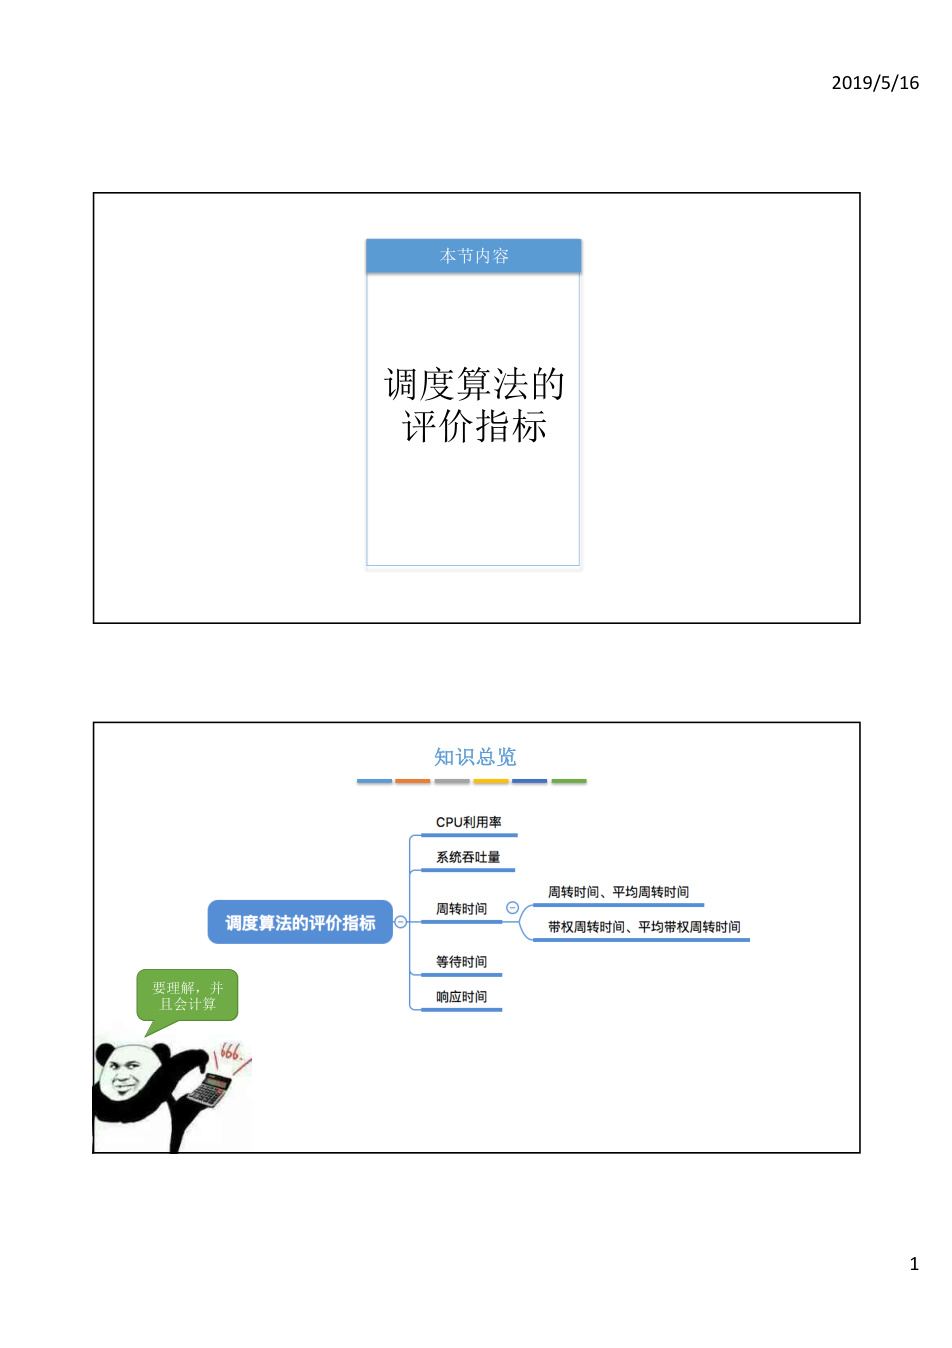 2019/5/16
本节内容
调度算法的
评价指标
知识总览
CPU利用率
系统吞吐量
周转时间、平均周转时间
周转时间
调度算法的评价指标
带权周转时间、平均带权周转时间
等待时间
响应时间
要理解，并
且会计算
666.
1